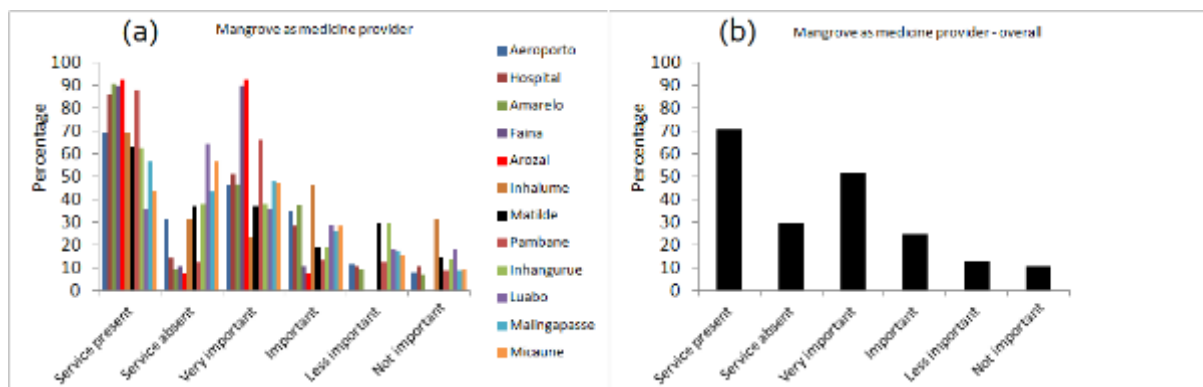 (a)
Mangrove as medicine provider
Percentage
100
90
80
70
60
50
40
30
20
10
0
Service present
Service absent
Very important
Important
Less important
Not important
Aeroporto
Hospital
Amarelo
Faina
Arozal
Inhalume
Matilde
Pambane
Inhangurue
Luabo
Malingapasse
Micaune
(b)
Mangrove as medicine provider - overall
Percentage
100
90
80
70
60
50
40
30
20
10
0
Service present
Service absent
Very important
Important
Less important
Not important